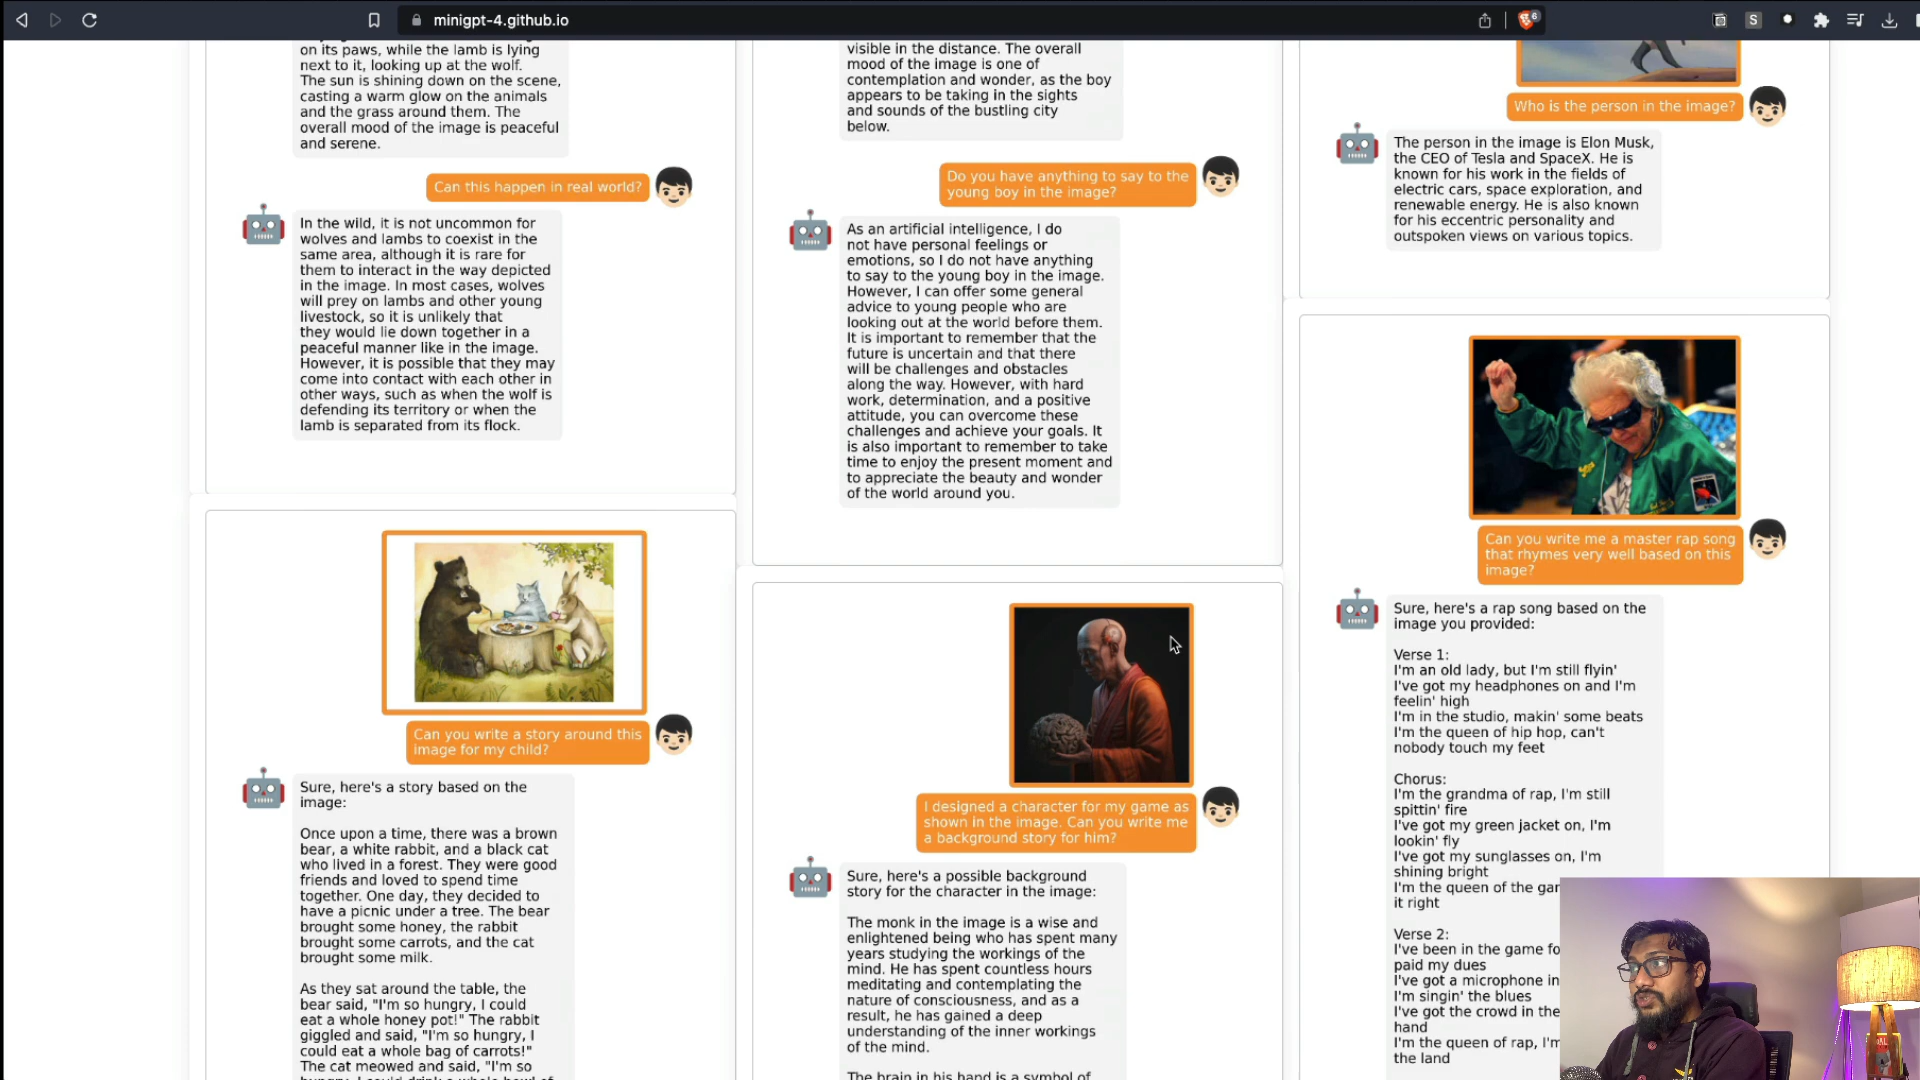 minigpt-4.github.io
6
S
on its paws, while the lamb is lying
next to it, looking up at the wolf.
The sun is shining down on the scene,
casting a warm glow on the animals
and the grass around them. The
overall mood of the image is peaceful
and serene.
Can this happen in real world?
In the wild, it is not uncommon for
wolves and lambs to coexist in the
same area, although it is rare for
them to interact in the way depicted
in the image. In most cases, wolves
will prey on lambs and other young
livestock, so it is unlikely that
they would lie down together in a
peaceful manner like in the image.
However, it is possible that they may
come into contact with each other in
other ways, such as when the wolf is
defending its territory or when the
lamb is separated from its flock.
Can you write a story around this
image for my child?
Sure, here's a story based on the
image:
Once upon a time, there was a brown
bear, a white rabbit, and a black cat
who lived in a forest. They were good
friends and loved to spend time
together. One day, they decided to
have a picnic under a tree. The bear
brought some honey, the rabbit
brought some carrots, and the cat
brought some milk.
As they sat around the table, the
bear said, "I'm so hungry, I could
eat a whole honey pot!" The rabbit
giggled and said, "I'm so hungry, I
could eat a whole bag of carrots!"
The cat meowed and said, "I'm so
visible in the distance. The overall
mood of the image is one of
contemplation and wonder, as the boy
appears to be taking in the sights
and sounds of the bustling city
below.
Do you have anything to say to the
young boy in the image?
As an artificial intelligence, I do
not have personal feelings or
emotions, so I do not have anything
to say to the young boy in the image.
However, I can offer some general
advice to young people who are
looking out at the world before them.
It is important to remember that the
future is uncertain and that there
will be challenges and obstacles
along the way. However, with hard
work, determination, and a positive
attitude, you can overcome these
challenges and achieve your goals. It
is also important to remember to take
time to enjoy the present moment and
to appreciate the beauty and wonder
of the world around you.
I designed a character for my game as
shown in the image. Can you write me
a background story for him?
Sure, here's a possible background
story for the character in the image:
The monk in the image is a wise and
enlightened being who has spent many
years studying the workings of the
mind. He has spent countless hours
meditating and contemplating the
nature of consciousness, and as a
result, he has gained a deep
understanding of the inner workings
of the mind.
The brain in his hand is a symbol of
Who is the person in the image?
The person in the image is Elon Musk,
the CEO of Tesla and SpaceX. He is
known for his work in the fields of
electric cars, space exploration, and
renewable energy. He is also known
for his eccentric personality and
outspoken views on various topics.
Can you write me a master rap song
that rhymes very well based on this
image?
Sure, here's a rap song based on the
image you provided:
Verse 1:
I'm an old lady, but I'm still flyin'
I've got my headphones on and I'm
feelin' high
I'm in the studio, makin' some beats
I'm the queen of hip hop, can't
nobody touch my feet
Chorus:
I'm the grandma of rap, I'm still
spittin' fire
I've got my green jacket on, I'm
lookin' fly
I've got my sunglasses on, I'm
shining bright
I'm the queen of the
it right
Verse 2:
I've been in the game
paid my dues
I've got a microphone in
I'm singin' the blues
I've got the crowd in the
hand
I'm the queen of rap,
the land